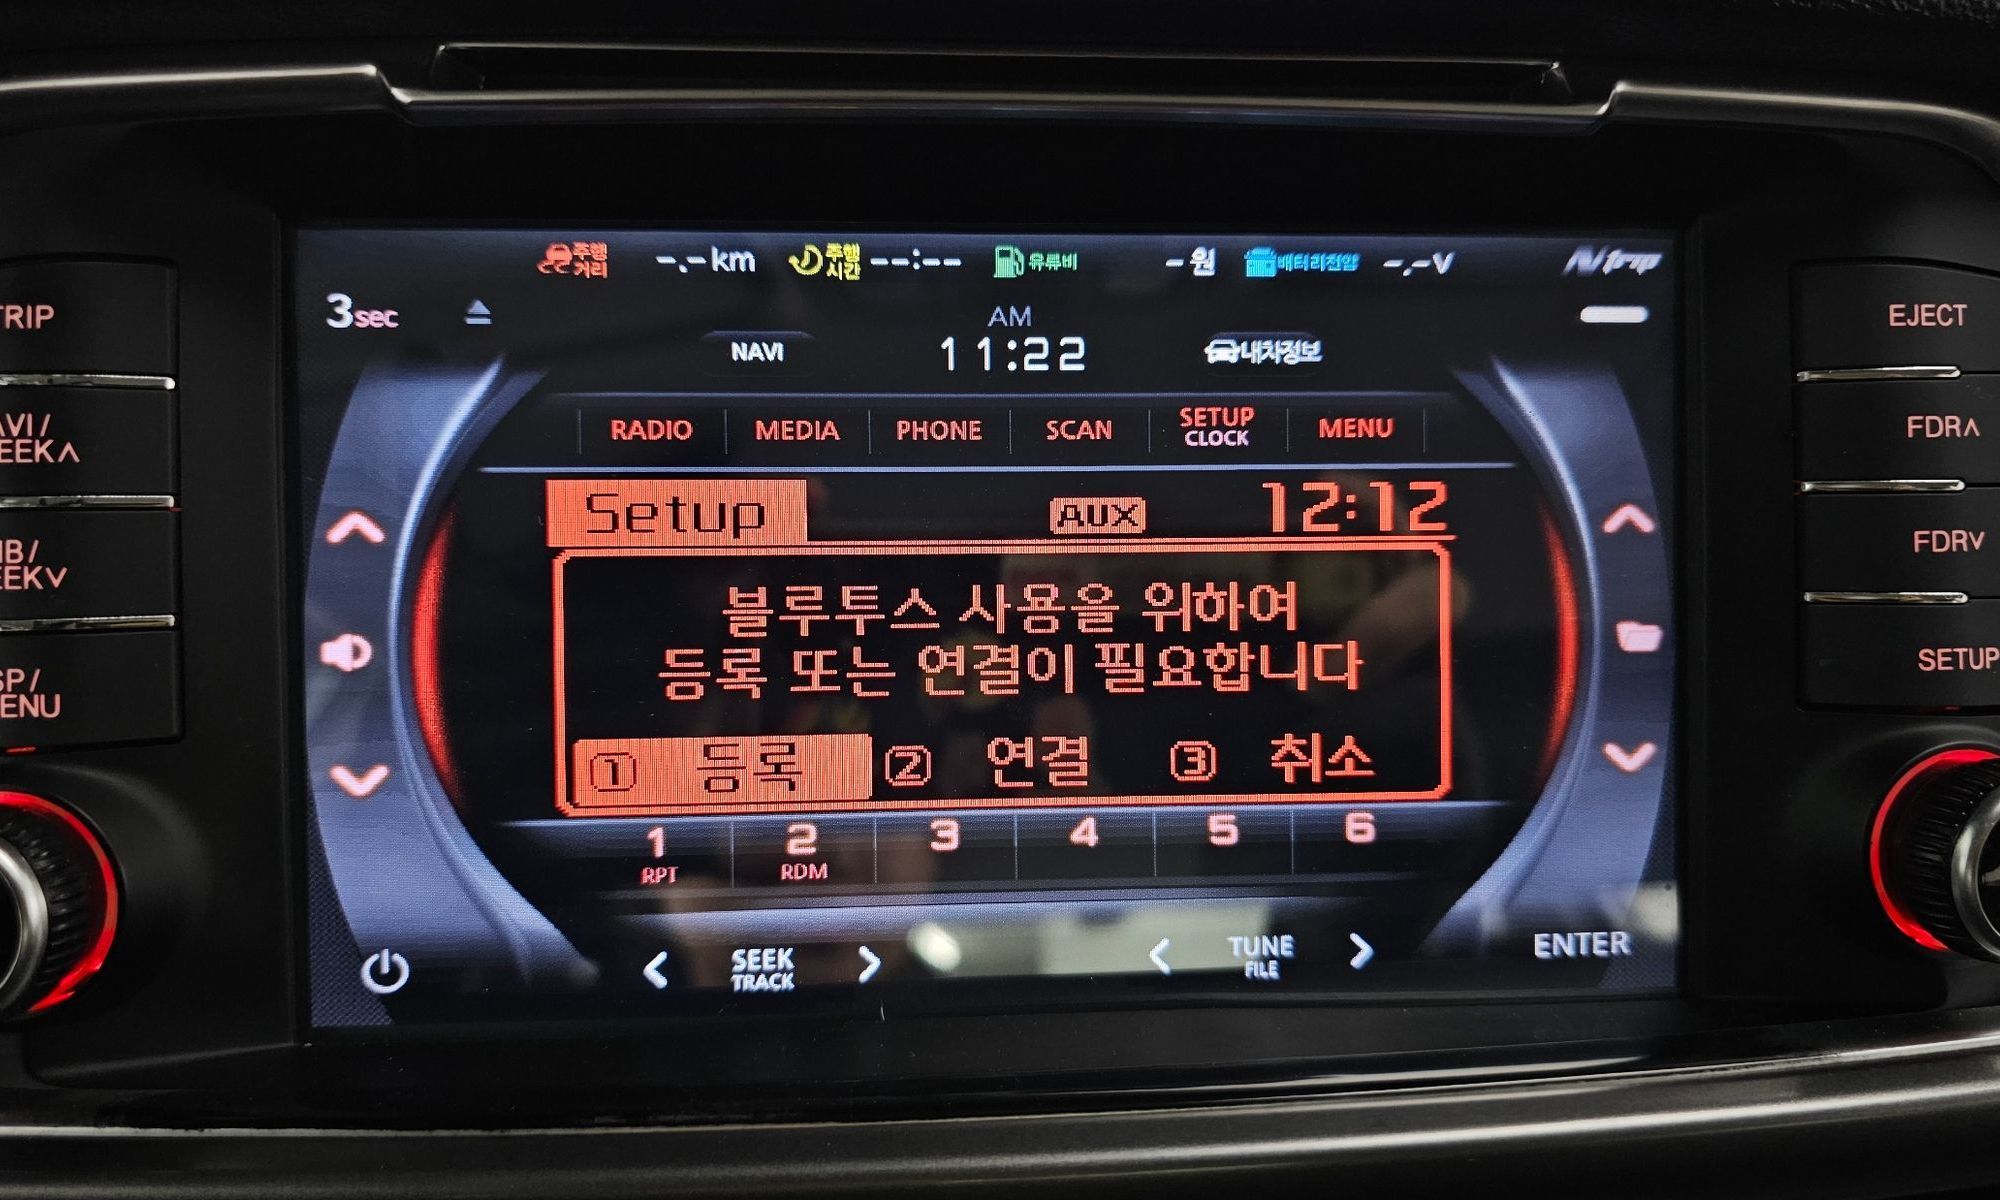 주행
거리
-.-km
주행
시간
--:--
유류비
-원
배터리전압
-.-V
N trip
3sec
AM
NAVI
11:22
내차정보
RADIO
MEDIA
PHONE
SCAN
SETUP
CLOCK
MENU
Setup
AUX
12:12
블루투스 사용을 위하여
등록 또는 연결이 필요합니다
① 등록
② 연결
③ 취소
1
RPT
2
RDM
3
4
5
6
SEEK
TRACK
TUNE
FILE
ENTER
EJECT
FDR∧
FDR∨
SETUP